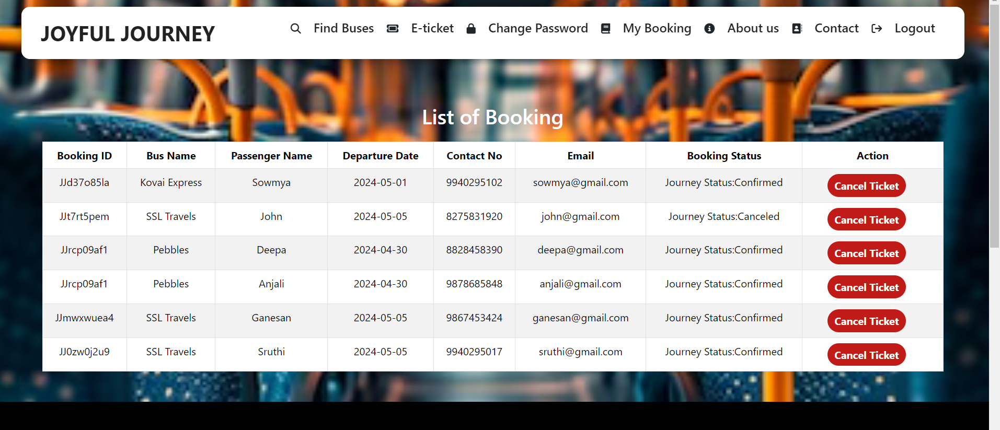 JOYFUL JOURNEY Find Buses E-ticket Change Password My Booking About us Contact Logout
List of Booking
Booking ID Bus Name Passenger Name Departure Date Contact No Email Booking Status Action
JJd37o85la Kovai Express Sowmya 2024-05-01 9940295102 sowmya@gmail.com Journey Status:Confirmed Cancel Ticket
JJt7rt5pem SSL Travels John 2024-05-05 8275831920 john@gmail.com Journey Status:Canceled Cancel Ticket
JJrcp09af1 Pebbles Deepa 2024-04-30 8828458390 deepa@gmail.com Journey Status:Confirmed Cancel Ticket
JJrcp09af1 Pebbles Anjali 2024-04-30 9878685848 anjali@gmail.com Journey Status:Confirmed Cancel Ticket
JJmwxwuea4 SSL Travels Ganesan 2024-05-05 9867453424 ganesan@gmail.com Journey Status:Confirmed Cancel Ticket
JJ0zw0j2u9 SSL Travels Sruthi 2024-05-05 9940295017 sruthi@gmail.com Journey Status:Confirmed Cancel Ticket